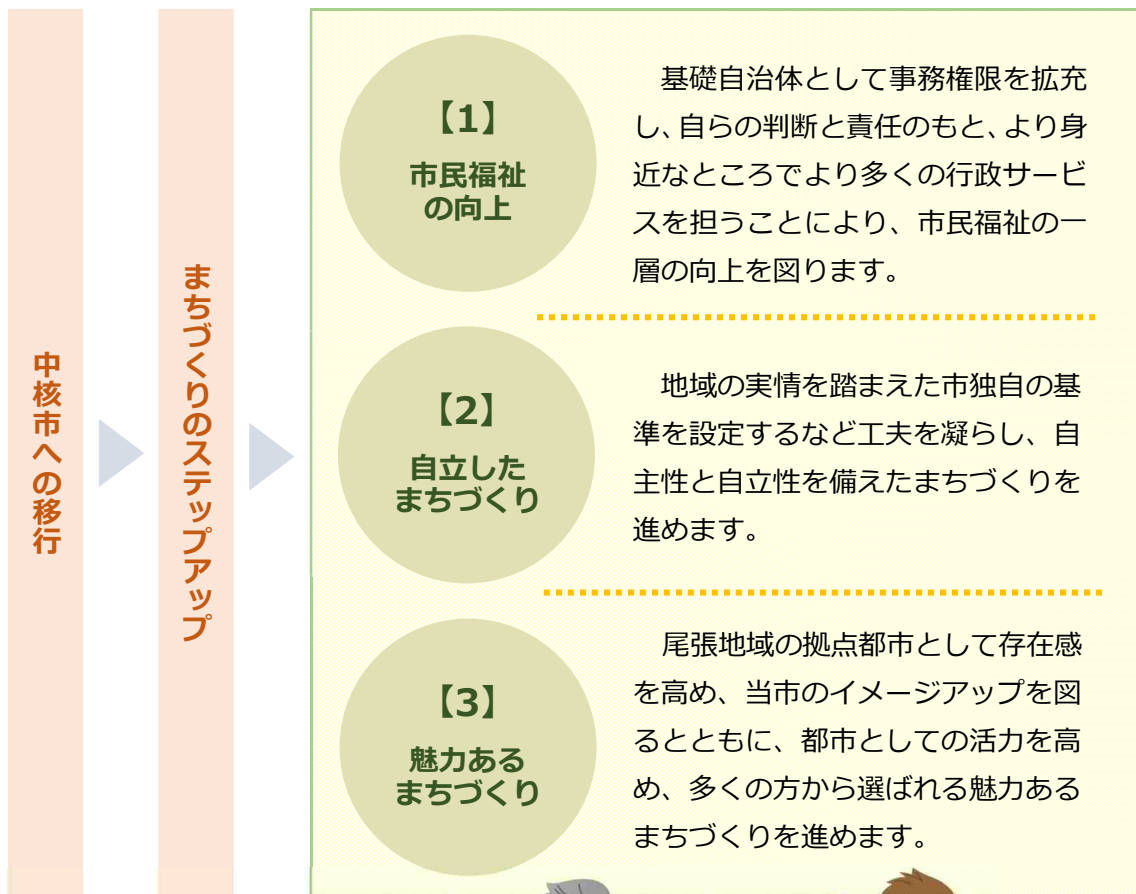 中核市への移行
まちづくりのステップアップ
【1】
市民福祉
の向上
基礎自治体として事務権限を拡充
し、自らの判断と責任のもと、より身
近なところでより多くの行政サービ
スを担うことにより、市民福祉の一
層の向上を図ります。
【2】
自立した
まちづくり
地域の実情を踏まえた市独自の基
準を設定するなど工夫を凝らし、自
主性と自立性を備えたまちづくりを
進めます。
【3】
魅力ある
まちづくり
尾張地域の拠点都市として存在感
を高め、当市のイメージアップを図
るとともに、都市としての活力を高
め、多くの方から選ばれる魅力ある
まちづくりを進めます。